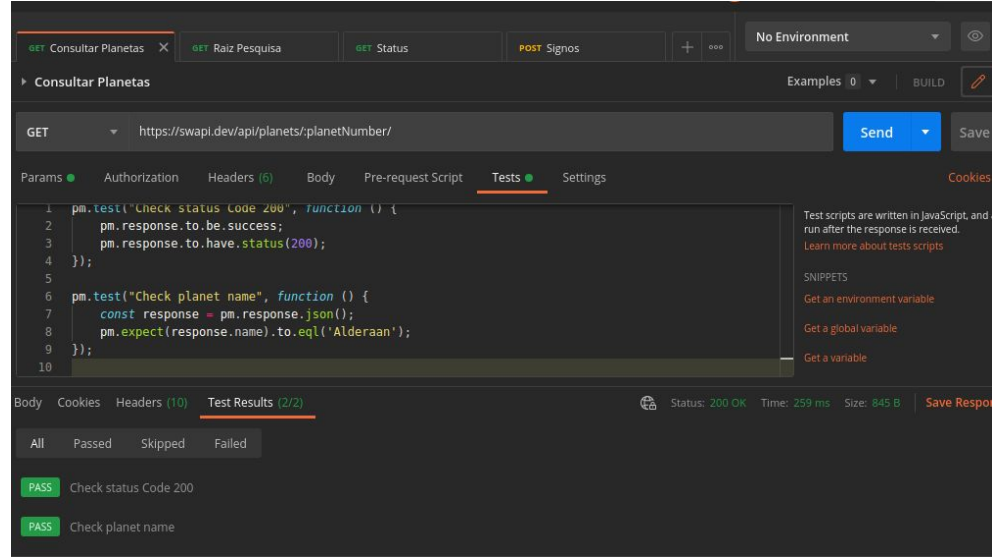 GET Consultar Planetas X GET Raiz Pesquisa GET Status POST Signos + No Environment
Consultar Planetas Examples 0 BUILD
GET https://swapi.dev/api/planets/:planetNumber/ Send Save
Params Authorization Headers (6) Body Pre-request Script Tests Settings Cookies
1 pm.test("Check status Code 200", function () {
2 pm.response.to.be.success;
3 pm.response.to.have.status(200);
4 });
5
6 pm.test("Check planet name", function () {
7 const response = pm.response.json();
8 pm.expect(response.name).to.eql('Alderaan');
9 });
10
Test scripts are written in JavaScript, and a
run after the response is received.
Learn more about tests scripts
SNIPPETS
Get an environment variable
Get a global variable
Get a variable
Body Cookies Headers (10) Test Results (2/2) Status: 200 OK Time: 259 ms Size: 845 B Save Respon
All Passed Skipped Failed
PASS Check status Code 200
PASS Check planet name